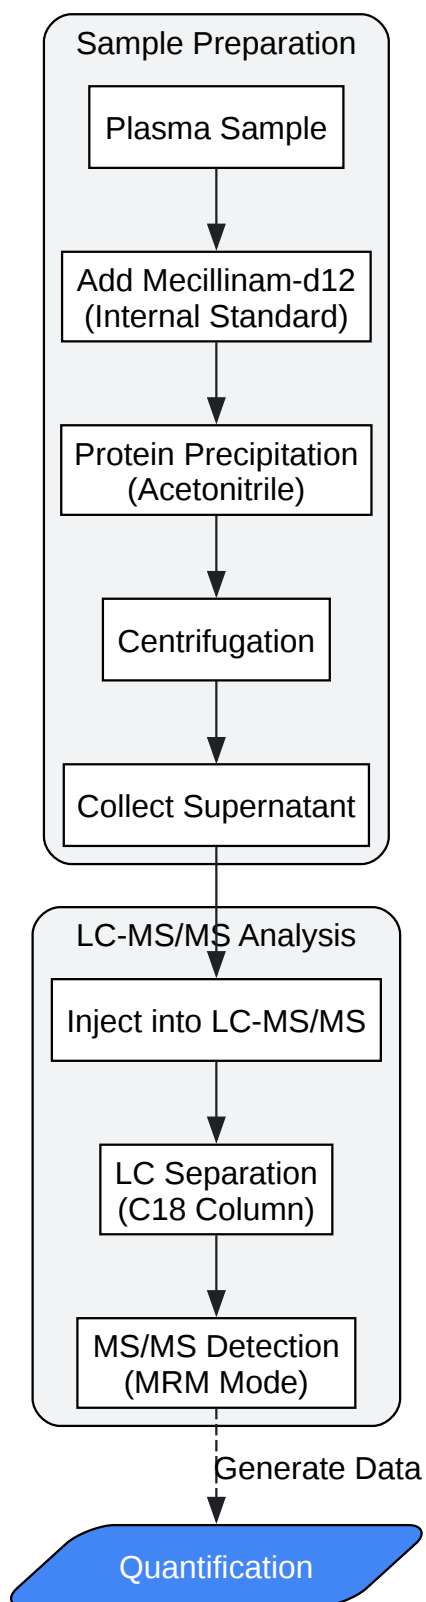 Sample Preparation
Plasma Sample
Add Mecillinam-d12
(Internal Standard)
Protein Precipitation
(Acetonitrile)
Centrifugation
Collect Supernatant
LC-MS/MS Analysis
Inject into LC-MS/MS
LC Separation
(C18 Column)
MS/MS Detection
(MRM Mode)
Generate Data
Quantification